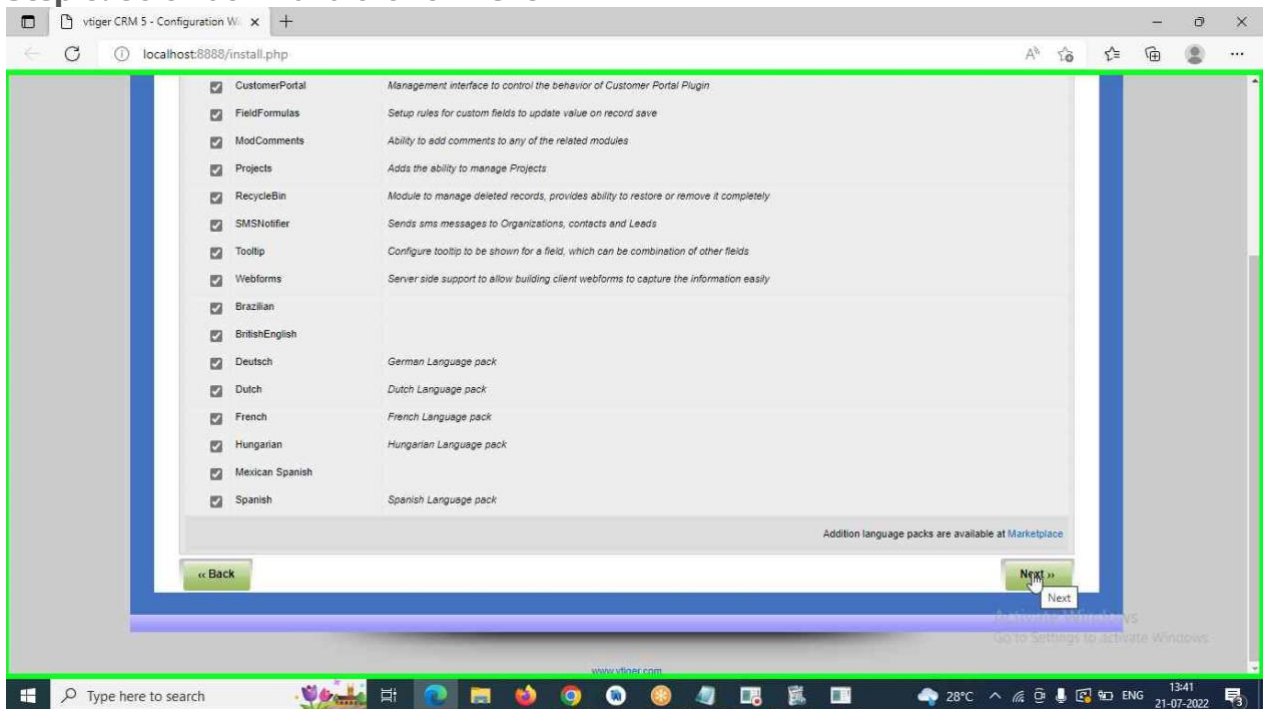 vtiger CRM 5 - Configuration W
localhost:8888/install.php
CustomerPortal Management interface to control the behavior of Customer Portal Plugin
FieldFormulas Setup rules for custom fields to update value on record save
ModComments Ability to add comments to any of the related modules
Projects Adds the ability to manage Projects
RecycleBin Module to manage deleted records, provides ability to restore or remove it completely
SMSNotifier Sends sms messages to Organizations, contacts and Leads
Tooltip Configure tooltip to be shown for a field, which can be combination of other fields
Webforms Server side support to allow building client webforms to capture the information easily
Brazilian
BritishEnglish
Deutsch German Language pack
Dutch Dutch Language pack
French French Language pack
Hungarian Hungarian Language pack
Mexican Spanish
Spanish Spanish Language pack
Addition language packs are available at Marketplace
‹‹ Back Next ››
Next
Activate Windows
Go to Settings to activate Windows.
www.vtiger.com
Type here to search 28°C ENG 13:41
21-07-2022